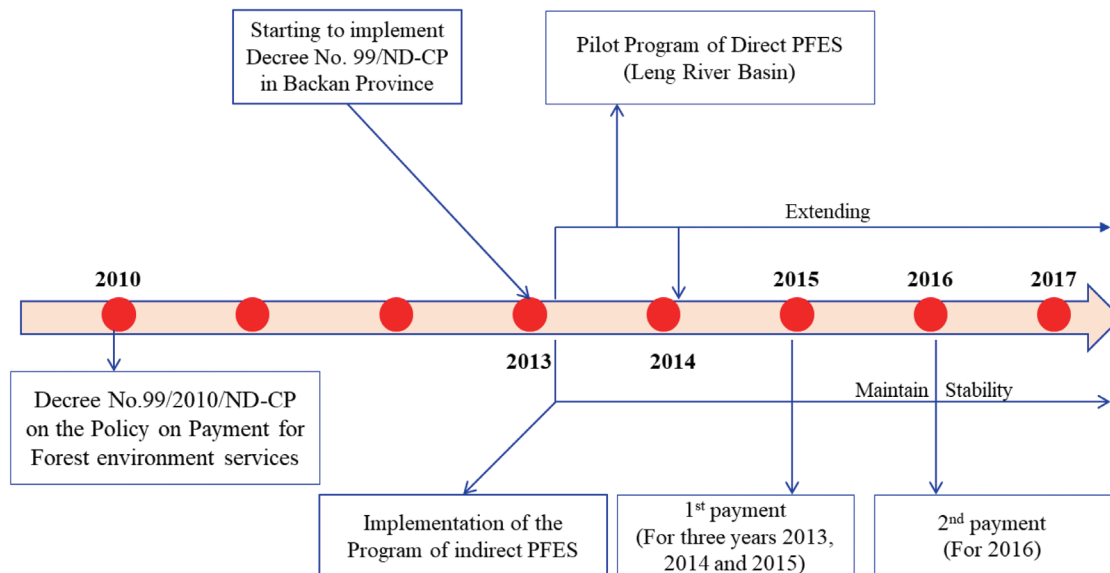 Starting to implement
Decree No. 99/ND-CP
in Backan Province
Pilot Program of Direct PFES
(Leng River Basin)
Extending
2010
2015
2016
2017
2013
2014
Decree No.99/2010/ND-CP
on the Policy on Payment for
Forest environment services
Maintain Stability
Implementation of the
Program of indirect PFES
1st payment
(For three years 2013,
2014 and 2015)
2nd payment
(For 2016)